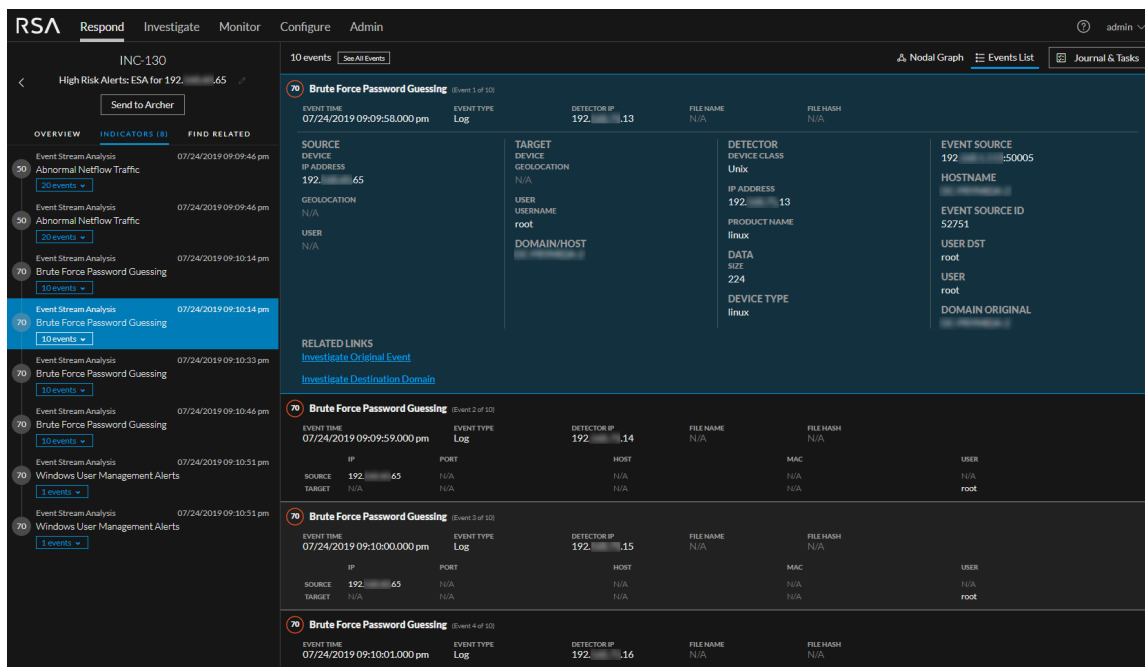 RSA Respond Investigate Monitor Configure Admin admin
INC-130
High Risk Alerts: ESA for 192. .65
Send to Archer
OVERVIEW INDICATORS (8) FIND RELATED
Event Stream Analysis 07/24/2019 09:09:46 pm
50 Abnormal Netflow Traffic
20 events
Event Stream Analysis 07/24/2019 09:09:46 pm
50 Abnormal Netflow Traffic
20 events
Event Stream Analysis 07/24/2019 09:10:14 pm
70 Brute Force Password Guessing
10 events
Event Stream Analysis 07/24/2019 09:10:14 pm
70 Brute Force Password Guessing
10 events
Event Stream Analysis 07/24/2019 09:10:33 pm
70 Brute Force Password Guessing
10 events
Event Stream Analysis 07/24/2019 09:10:46 pm
70 Brute Force Password Guessing
10 events
Event Stream Analysis 07/24/2019 09:10:51 pm
70 Windows User Management Alerts
1 events
Event Stream Analysis 07/24/2019 09:10:51 pm
70 Windows User Management Alerts
1 events
10 events See All Events Nodal Graph Events List Journal & Tasks
70 Brute Force Password Guessing (Event 1 of 10)
EVENT TIME EVENT TYPE DETECTOR IP FILE NAME FILE HASH
07/24/2019 09:09:58.000 pm Log 192. .13 N/A N/A
SOURCE
DEVICE
IP ADDRESS
192. .65
GEOLOCATION
N/A
USER
N/A
TARGET
DEVICE
GEOLOCATION
N/A
USER
USERNAME
root
DOMAIN/HOST
DETECTOR
DEVICE CLASS
Unix
IP ADDRESS
192. .13
PRODUCT NAME
linux
DATA
SIZE
224
DEVICE TYPE
linux
EVENT SOURCE
192 :50005
HOSTNAME
EVENT SOURCE ID
52751
USER DST
root
USER
root
DOMAIN ORIGINAL
RELATED LINKS
Investigate Original Event
Investigate Destination Domain
70 Brute Force Password Guessing (Event 2 of 10)
EVENT TIME EVENT TYPE DETECTOR IP FILE NAME FILE HASH
07/24/2019 09:09:59.000 pm Log 192 .14 N/A N/A
IP PORT HOST MAC USER
SOURCE 192. 65 N/A N/A N/A N/A
TARGET N/A N/A N/A N/A root
70 Brute Force Password Guessing (Event 3 of 10)
EVENT TIME EVENT TYPE DETECTOR IP FILE NAME FILE HASH
07/24/2019 09:10:00.000 pm Log 192. .15 N/A N/A
IP PORT HOST MAC USER
SOURCE 192 .65 N/A N/A N/A N/A
TARGET N/A N/A N/A N/A root
70 Brute Force Password Guessing (Event 4 of 10)
EVENT TIME EVENT TYPE DETECTOR IP FILE NAME FILE HASH
07/24/2019 09:10:01.000 pm Log 192. .16 N/A N/A